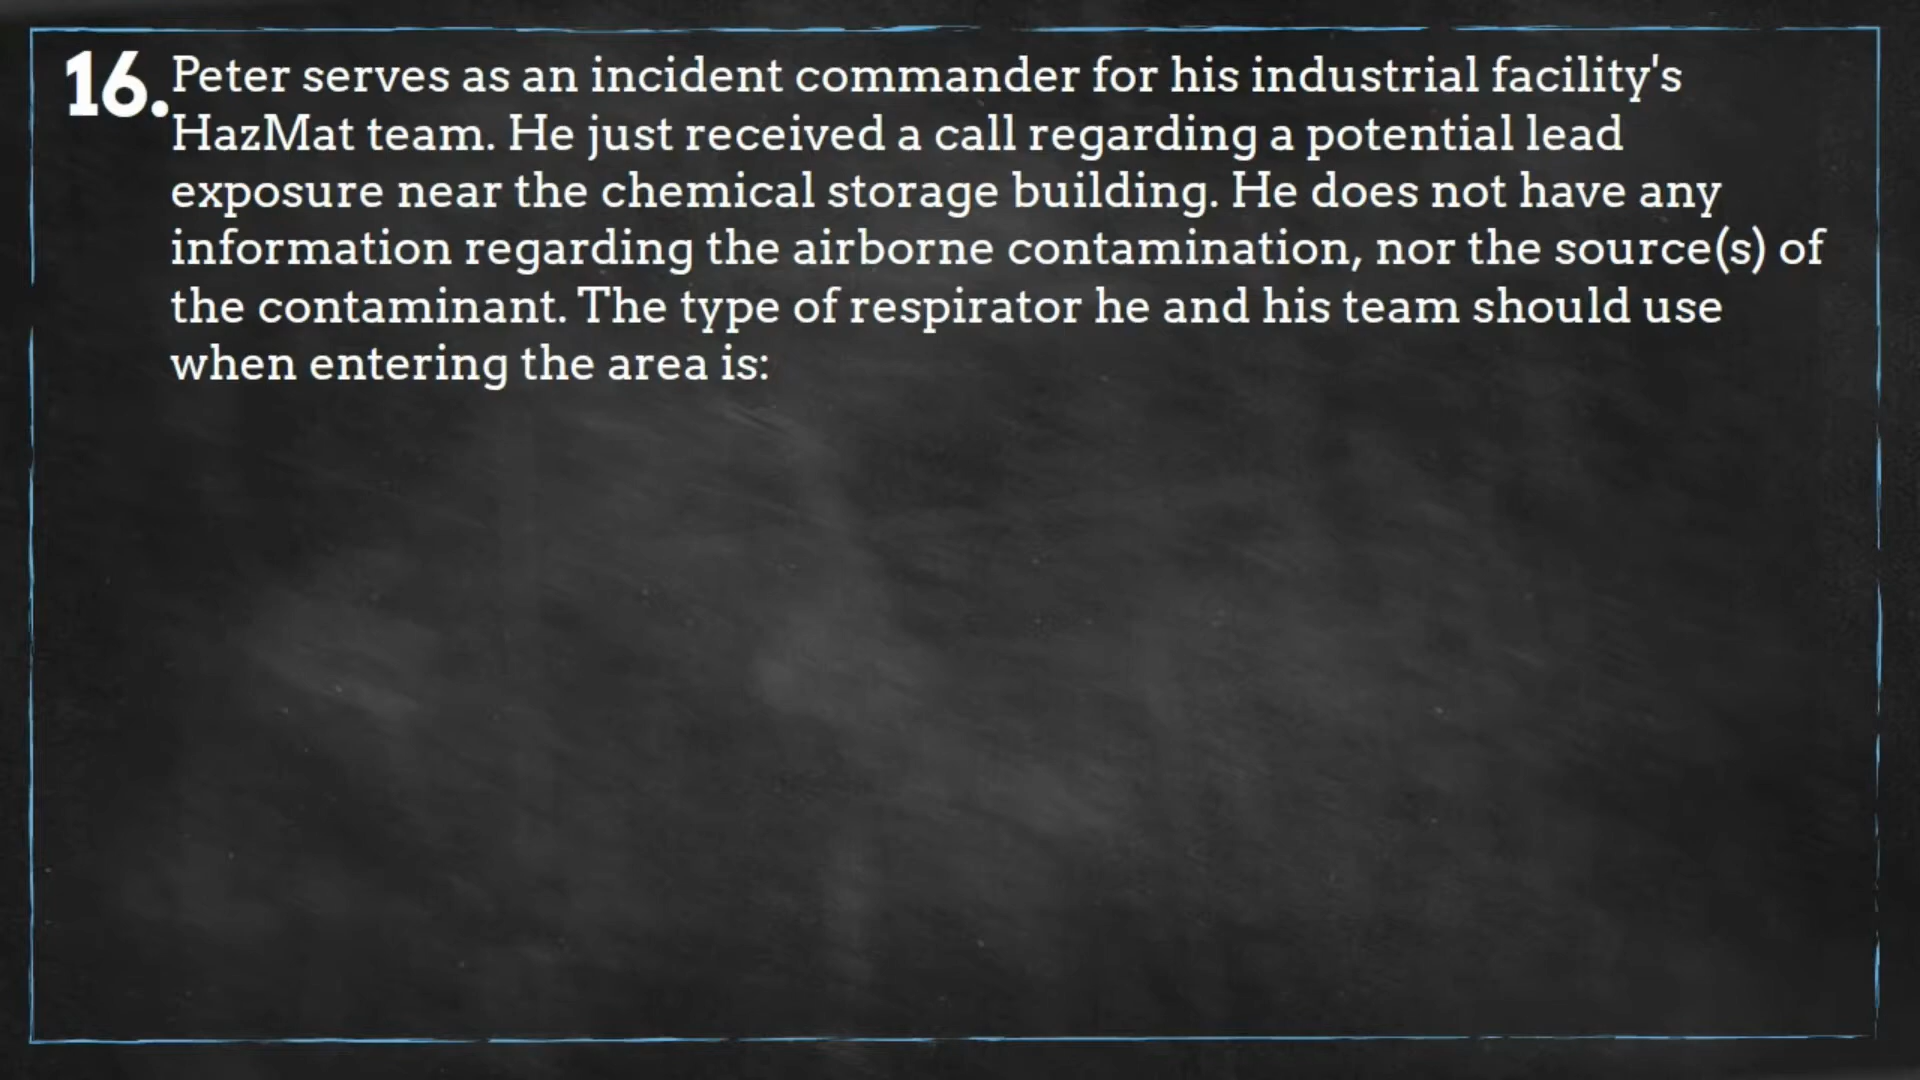 16. Peter serves as an incident commander for his industrial facility's
HazMat team. He just received a call regarding a potential lead
exposure near the chemical storage building. He does not have any
information regarding the airborne contamination, nor the source(s) of
the contaminant. The type of respirator he and his team should use
when entering the area is: